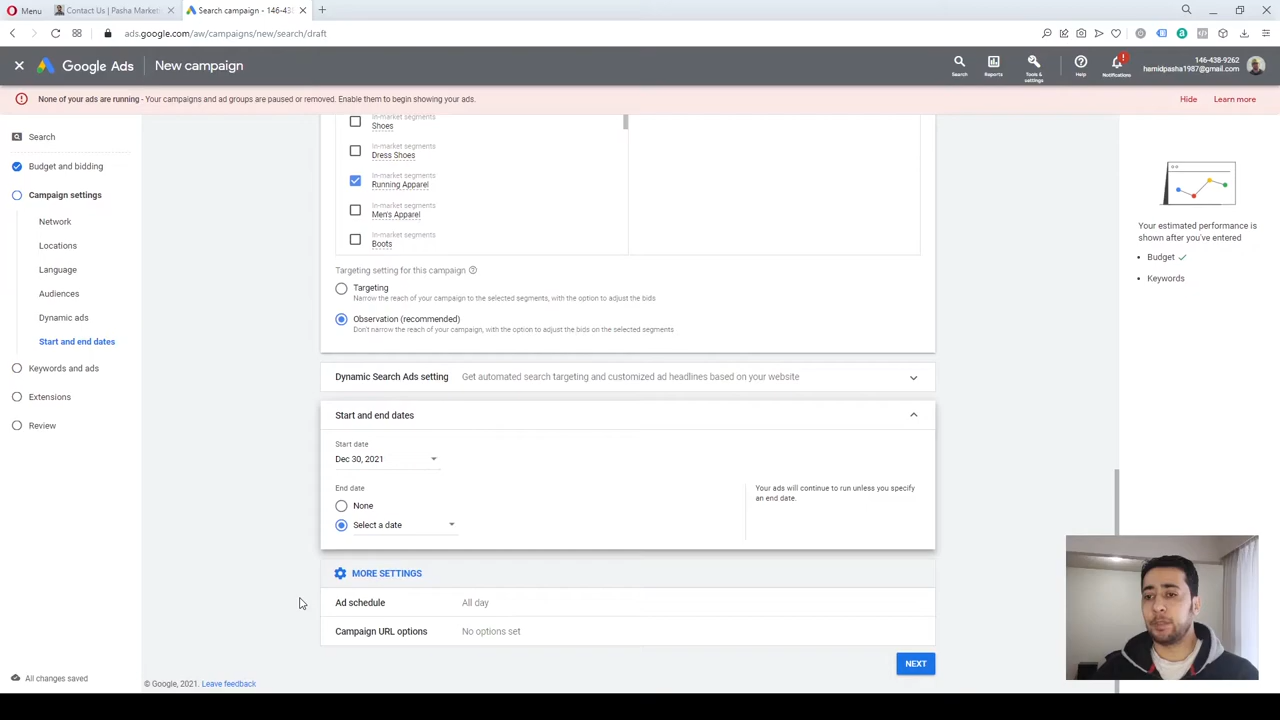 Menu
Contact Us | Pasha Market
Search campaign - 146-43
ads.google.com/aw/campaigns/new/search/draft
Google Ads
New campaign
Search
Reports
Tools &
settings
Help
Notifications
146-438-9262
hamidpasha1987@gmail.com
None of your ads are running - Your campaigns and ad groups are paused or removed. Enable them to begin showing your ads.
Hide
Learn more
Search
Budget and bidding
Campaign settings
Network
Locations
Language
Audiences
Dynamic ads
Start and end dates
Keywords and ads
Extensions
Review
All changes saved
In-market segments
Shoes
In-market segments
Dress Shoes
In-market segments
Running Apparel
In-market segments
Men's Apparel
In-market segments
Boots
Targeting setting for this campaign
Targeting
Narrow the reach of your campaign to the selected segments, with the option to adjust the bids
Observation (recommended)
Don't narrow the reach of your campaign, with the option to adjust the bids on the selected segments
Dynamic Search Ads setting Get automated search targeting and customized ad headlines based on your website
Start and end dates
Start date
Dec 30, 2021
End date
None
Select a date
Your ads will continue to run unless you specify
an end date.
MORE SETTINGS
Ad schedule All day
Campaign URL options No options set
NEXT
© Google, 2021. Leave feedback
Your estimated performance is
shown after you've entered
• Budget
• Keywords